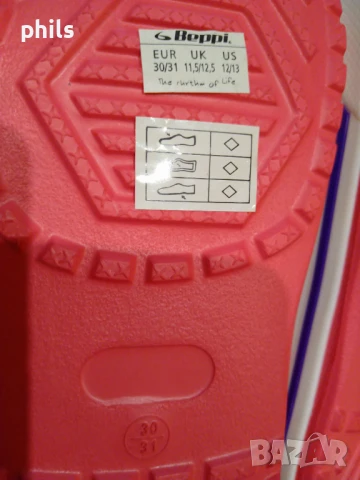 phils
Beppi
EUR UK US
30/31 11,5/12,5 12/13
The rhythm of life
30
31
BAZAR